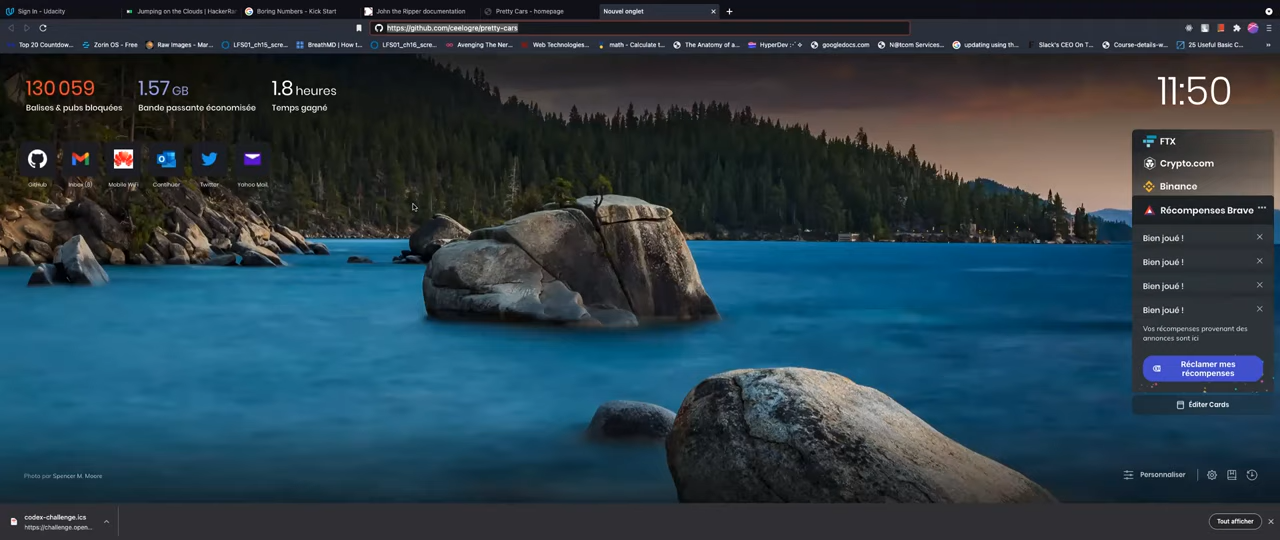 Sign In - Udacity
Jumping on the Clouds | HackerRa
Boring Numbers - Kick Start
John the Ripper documentation
Pretty Cars - homepage
Nouvel onglet
https://github.com/ceelogre/pretty-cars
Top 20 Countdow...
Zorin OS - Free
Raw Images - Mar...
LFS01_ch15_scre...
BreathMD | How t...
LFS01_ch16_scre...
Avenging The Ner...
Web Technologies...
math - Calculate t...
The Anatomy of a...
HyperDev
googledocs.com
N@tcom Services...
updating using th...
Slack's CEO On T...
Course-details-w...
25 Useful Basic C...
130 059
Balises & pubs bloquées
1.57 GB
Bande passante économisée
1.8 heures
Temps gagné
11:50
GitHub
Inbox (8)
Mobile WiFi
Continuer
Twitter
Yahoo Mail
FTX
Crypto.com
Binance
Récompenses Brave
Bien joué !
Bien joué !
Bien joué !
Bien joué !
Vos récompenses provenant des
annonces sont ici
Réclamer mes
récompenses
Éditer Cards
Photo par Spencer M. Moore
Personnaliser
codex-challenge.ics
https://challenge.open...
Tout afficher